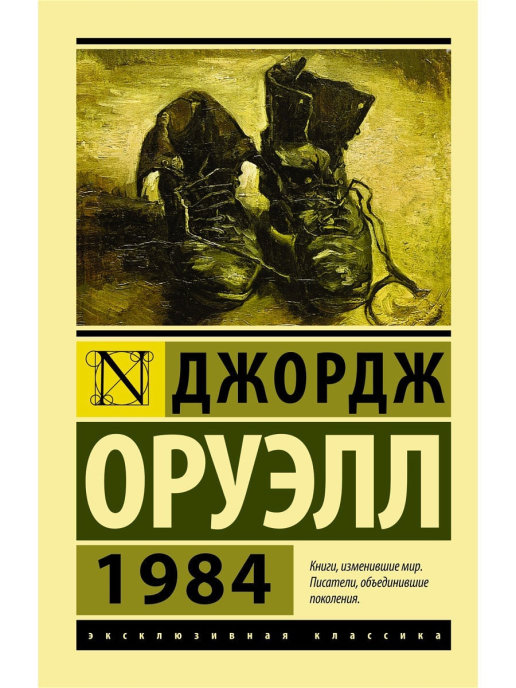 N
ДЖОРДЖ
ОРУЭЛЛ
1984
Книги, изменившие мир.
Писатели, объединившие
поколения.
эксклюзивная классика